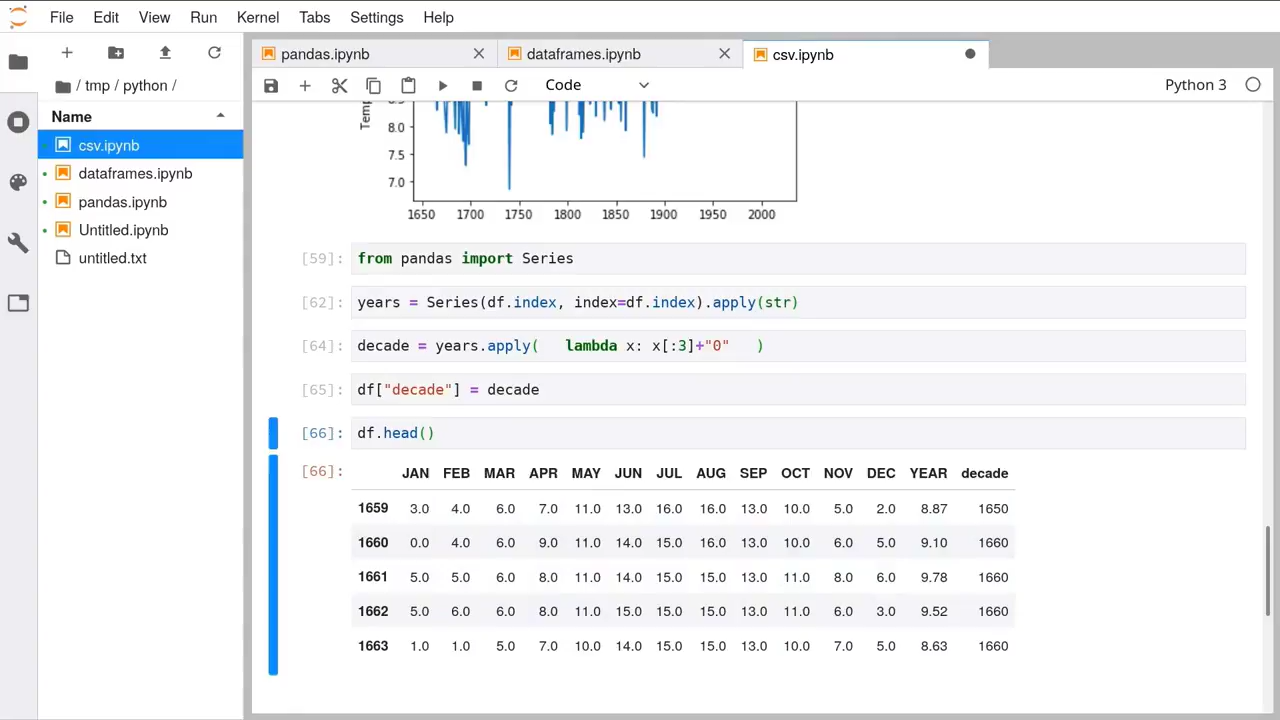 File Edit View Run Kernel Tabs Settings Help
pandas.ipynb dataframes.ipynb csv.ipynb
Code Python 3
/ tmp / python /
Name
csv.ipynb
dataframes.ipynb
pandas.ipynb
Untitled.ipynb
untitled.txt
Temp
8.0
7.5
7.0
1650 1700 1750 1800 1850 1900 1950 2000
[59]: from pandas import Series
[62]: years = Series(df.index, index=df.index).apply(str)
[64]: decade = years.apply(   lambda x: x[:3]+"0"   )
[65]: df["decade"] = decade
[66]: df.head()
[66]: JAN FEB MAR APR MAY JUN JUL AUG SEP OCT NOV DEC YEAR decade
1659 3.0 4.0 6.0 7.0 11.0 13.0 16.0 16.0 13.0 10.0 5.0 2.0 8.87 1650
1660 0.0 4.0 6.0 9.0 11.0 14.0 15.0 16.0 13.0 10.0 6.0 5.0 9.10 1660
1661 5.0 5.0 6.0 8.0 11.0 14.0 15.0 15.0 13.0 11.0 8.0 6.0 9.78 1660
1662 5.0 6.0 6.0 8.0 11.0 15.0 15.0 15.0 13.0 11.0 6.0 3.0 9.52 1660
1663 1.0 1.0 5.0 7.0 10.0 14.0 15.0 15.0 13.0 10.0 7.0 5.0 8.63 1660